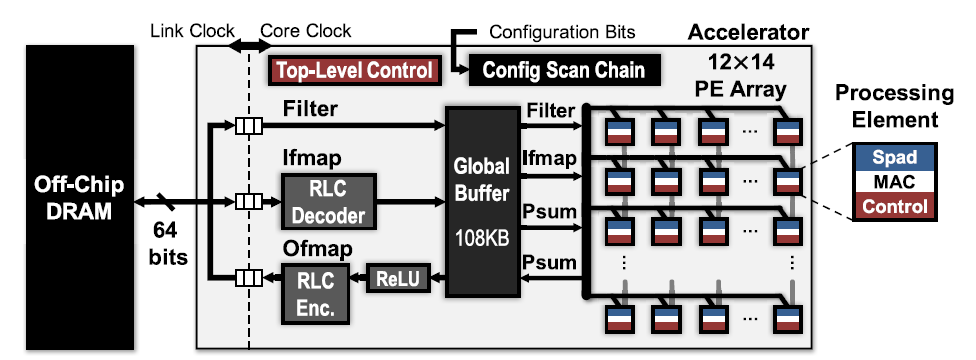 Link Clock
Core Clock
Configuration Bits
Accelerator
12×14
PE Array
Top-Level Control
Config Scan Chain
Processing
Element
Filter
Filter
Ifmap
Ifmap
Off-Chip
DRAM
RLC
Decoder
Global
Buffer
108KB
Spad
MAC
Control
...
...
...
64
bits
Psum
Ofmap
Psum
RLC
Enc.
ReLU
...
...
...